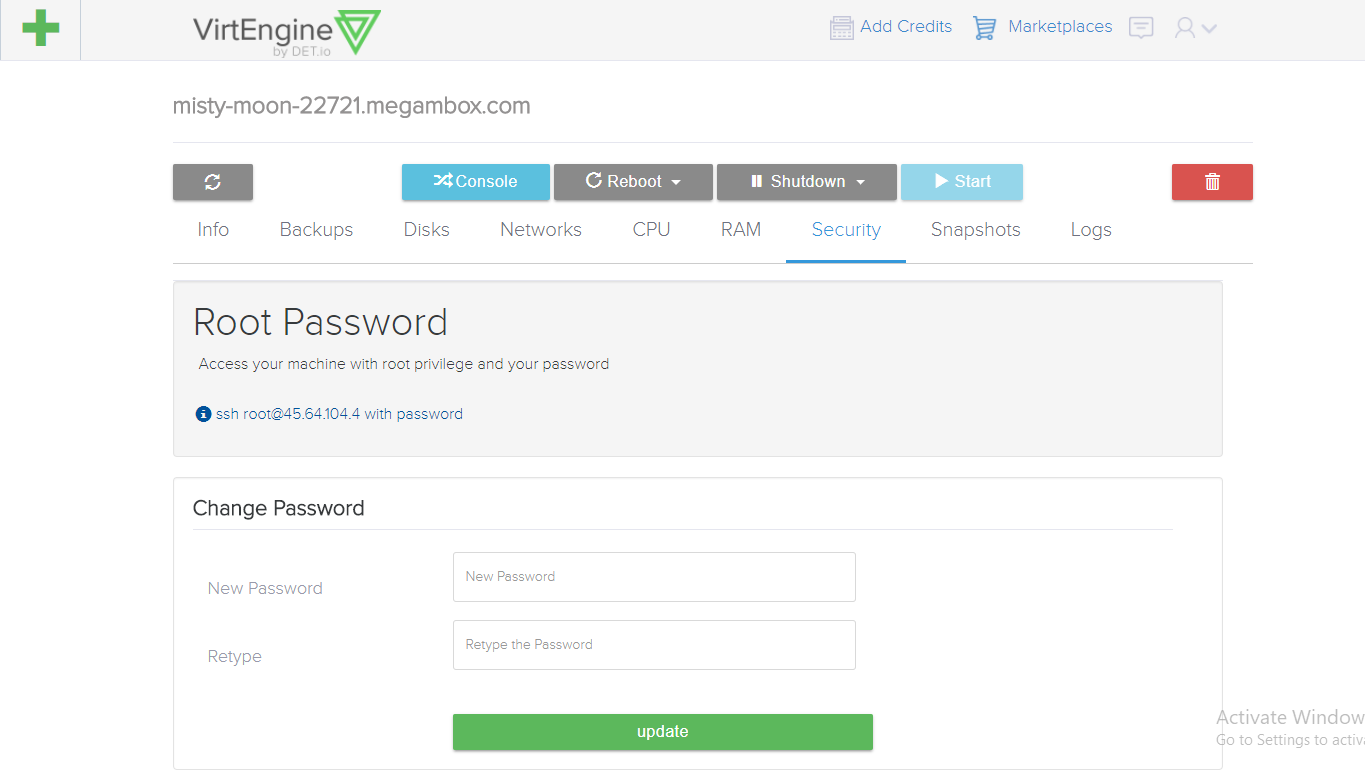 VirtEngine
by DET.io
Add Credits
Marketplaces
misty-moon-22721.megambox.com
Console
Reboot
Shutdown
Start
Info
Backups
Disks
Networks
CPU
RAM
Security
Snapshots
Logs
Root Password
Access your machine with root privilege and your password
ssh root@45.64.104.4 with password
Change Password
New Password
New Password
Retype
Retype the Password
update
Activate Window
Go to Settings to activa